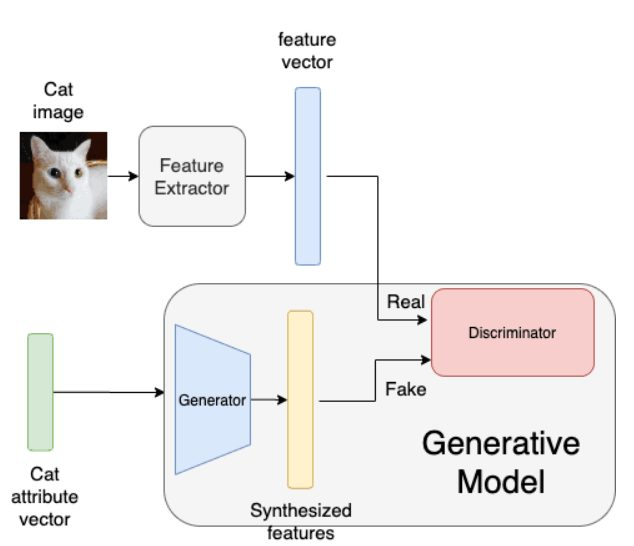 feature
vector
Cat
image
Feature
Extractor
Real
Discriminator
Generator
Fake
Generative
Model
Cat
attribute
vector
Synthesized
features